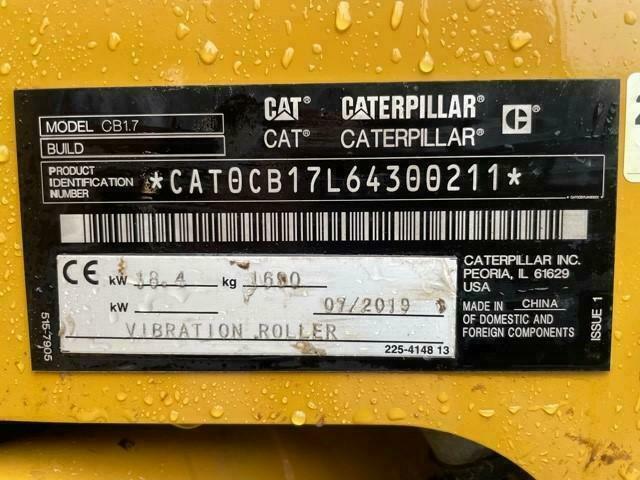 CAT® CATERPILLAR® C®
CAT® CATERPILLAR®
MODEL CB1.7
BUILD
PRODUCT IDENTIFICATION NUMBER *CAT0CB17L64300211*
CE kW 18.4 kg 1680
kW 07/2019
VIBRATION ROLLER
225-4148 13
515-7905
CATERPILLAR INC.
PEORIA, IL 61629
USA
MADE IN CHINA
OF DOMESTIC AND
FOREIGN COMPONENTS
ISSUE 1
2